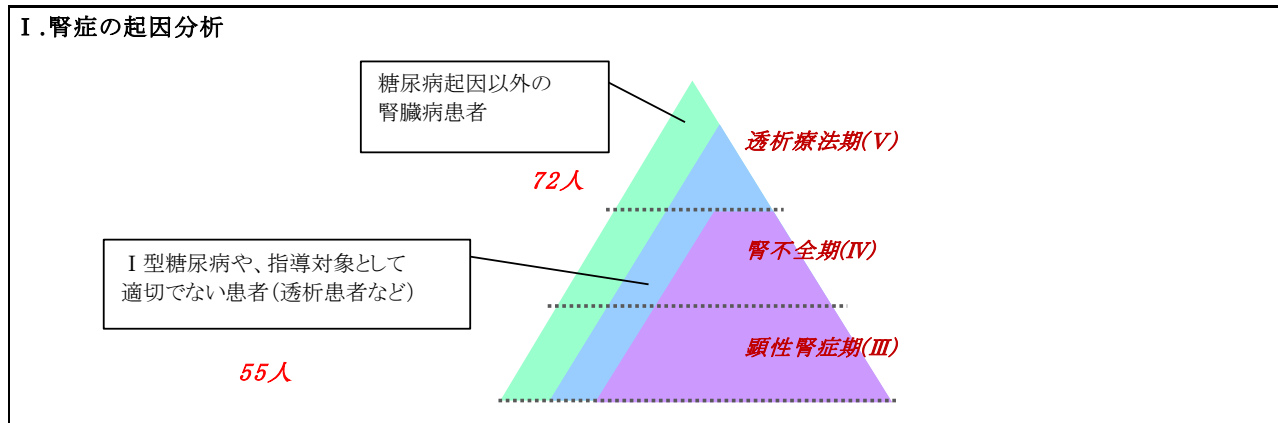 Ⅰ.腎症の起因分析
糖尿病起因以外の
腎臓病患者
透析療法期(Ⅴ)
72人
腎不全期(Ⅳ)
Ⅰ型糖尿病や、指導対象として
適切でない患者(透析患者など)
顕性腎症期(Ⅲ)
55人